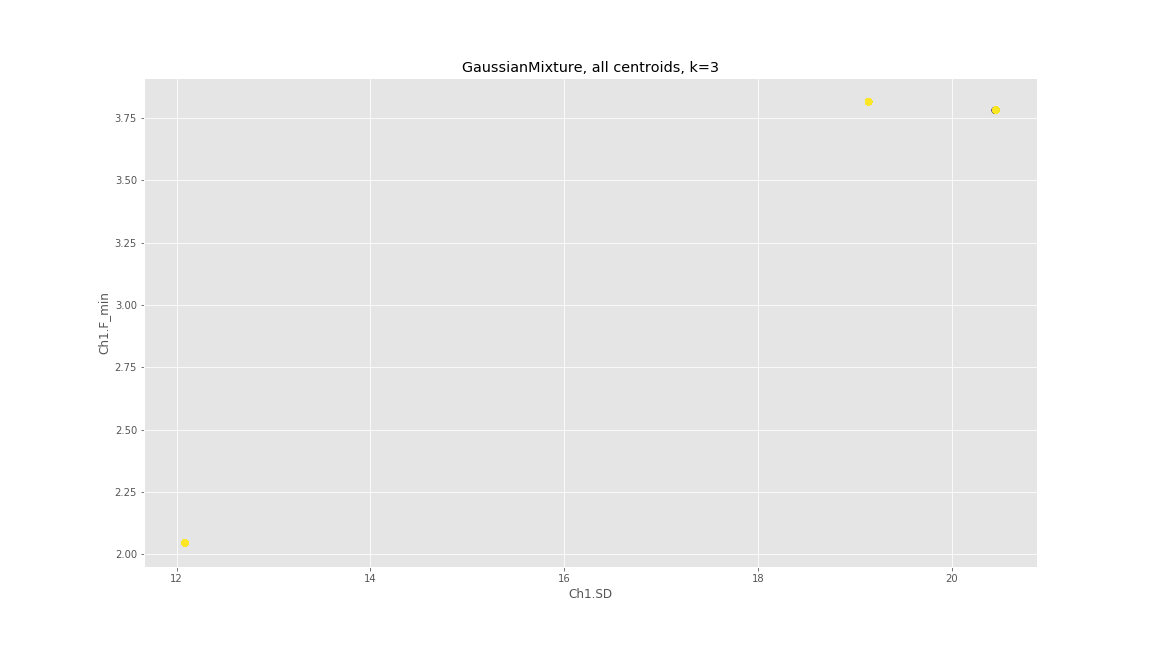 GaussianMixture, all centroids, k=3
3.75
3.50
3.25
3.00
2.75
2.50
2.25
2.00
Ch1.F_min
12 14 16 18 20
Ch1.SD